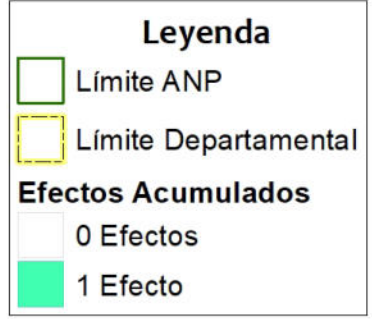 Leyenda
Límite ANP
Límite Departamental
Efectos Acumulados
0 Efectos
1 Efecto